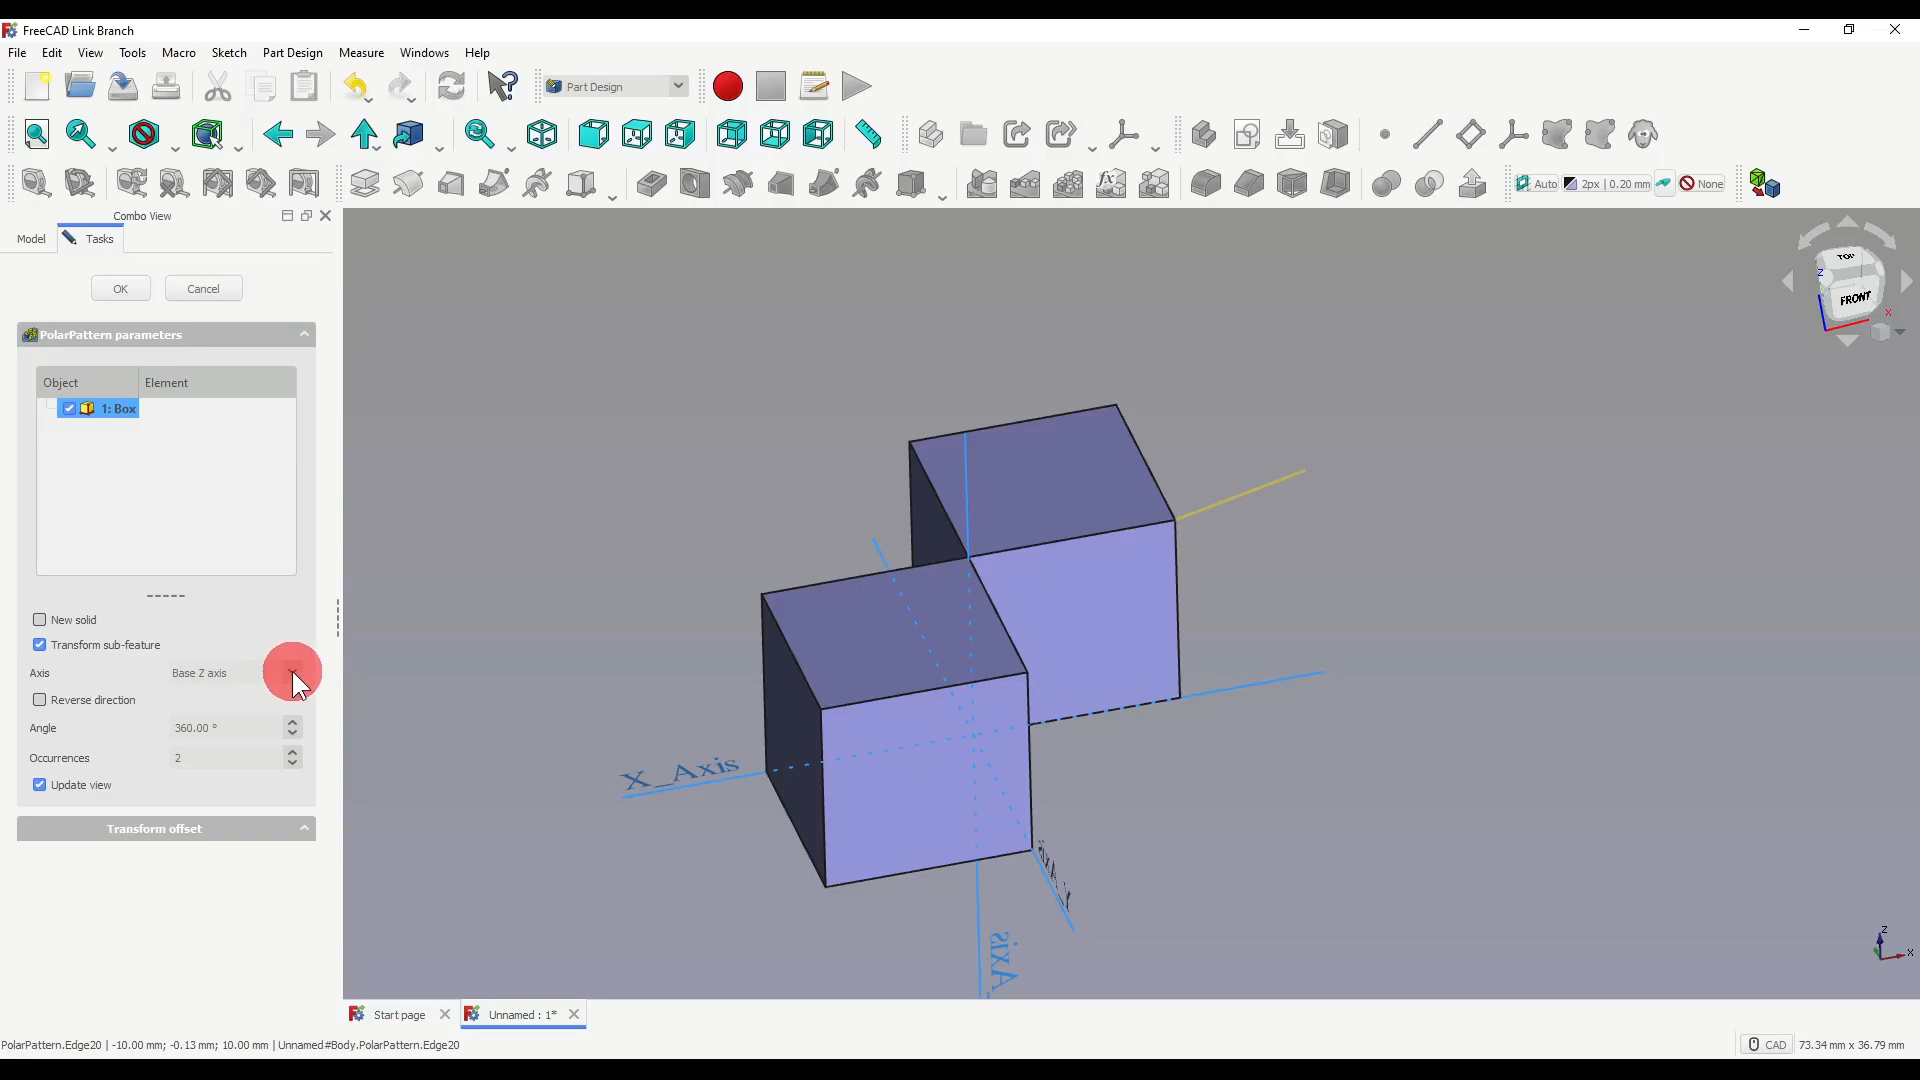 FreeCAD Link Branch
File Edit View Tools Macro Sketch Part Design Measure Windows Help
Part Design
Auto 2px | 0.20 mm None
Combo View
Model Tasks
OK Cancel
PolarPattern parameters
Object Element
1: Box
New solid
Transform sub-feature
Axis Base Z axis
Reverse direction
Angle 360.00 °
Occurrences 2
Update view
Transform offset
TOP
FRONT
Z
X
X_Axis
Axis
Z
X
Start page Unnamed : 1*
PolarPattern.Edge20 | -10.00 mm; -0.13 mm; 10.00 mm | Unnamed#Body.PolarPattern.Edge20
CAD 73.34 mm x 36.79 mm